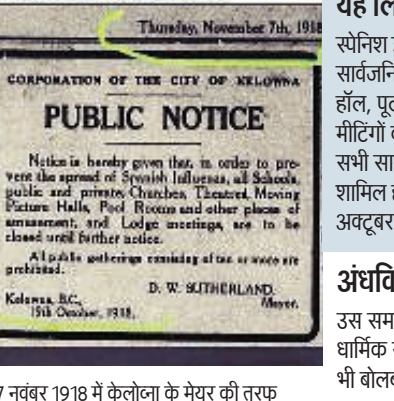 Thursday, November 7th, 1918
CORPORATION OF THE CITY OF KELOWNA
PUBLIC NOTICE
Notice is hereby given that, in order to pre-
vent the spread of Spanish Influenza, all Schools,
public and private, Churches, Theatres, Moving
Picture Halls, Pool Rooms and other places of
amusement, and Lodge meetings, are to be
closed until further notice.
All public gatherings consisting of ten or more are
prohibited.
D. W. SUTHERLAND,
Mayor.
Kelowna, B.C.,
15th October, 1918.
7 नवंबर 1918 में केलोव्ना के मेयर की तरफ
यह
स्पेनिश
हॉल,
मीटिंगों
सभी
शामिल
अक्टूबर
उस
धार्मिक
भी